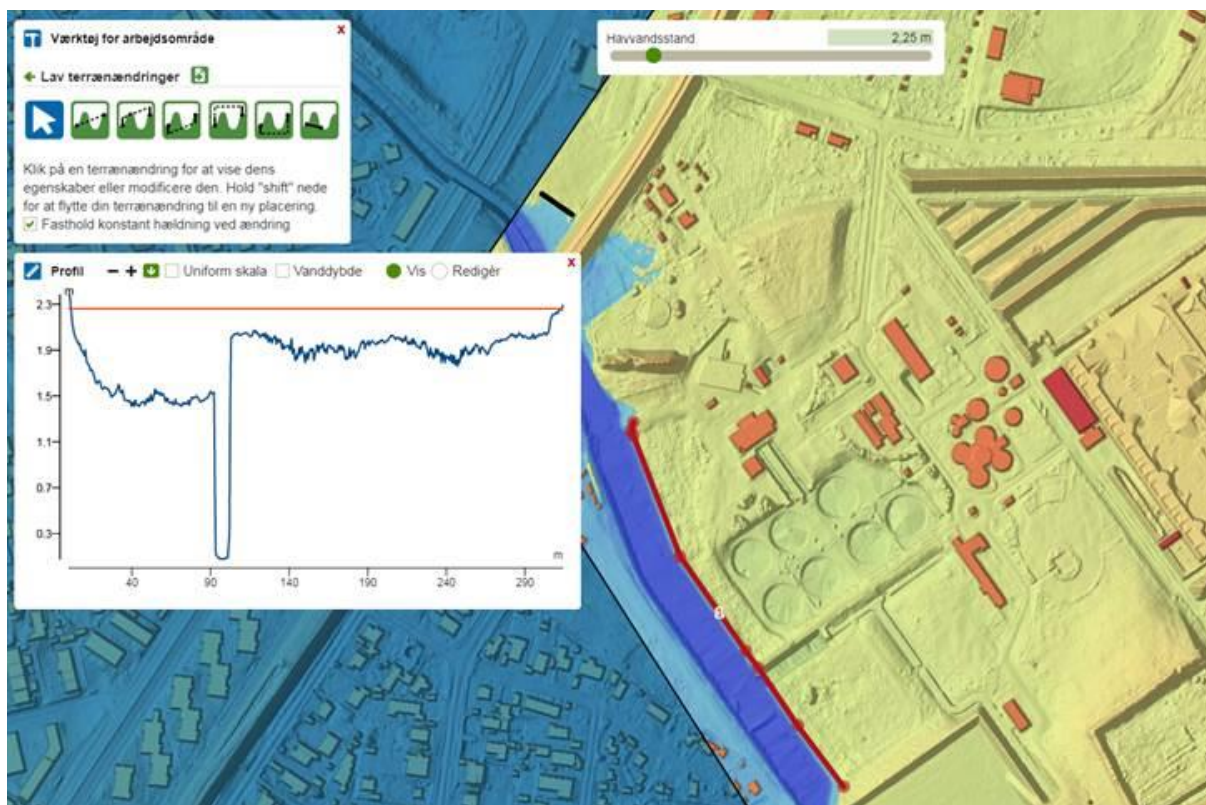 Værktøj for arbejdsområde
x
Lav terrænændringer
Klik på en terrænændring for at vise dens
egenskaber eller modificere den. Hold "shift" nede
for at flytte din terrænændring til en ny placering.
Fasthold konstant hældning ved ændring
Havvandsstand 2,25 m
Profil − + Uniform skala Vanddybde Vis Redigér
x
m
2.3
1.9
1.5
1.1
0.7
0.3
m
40 90 140 190 240 290